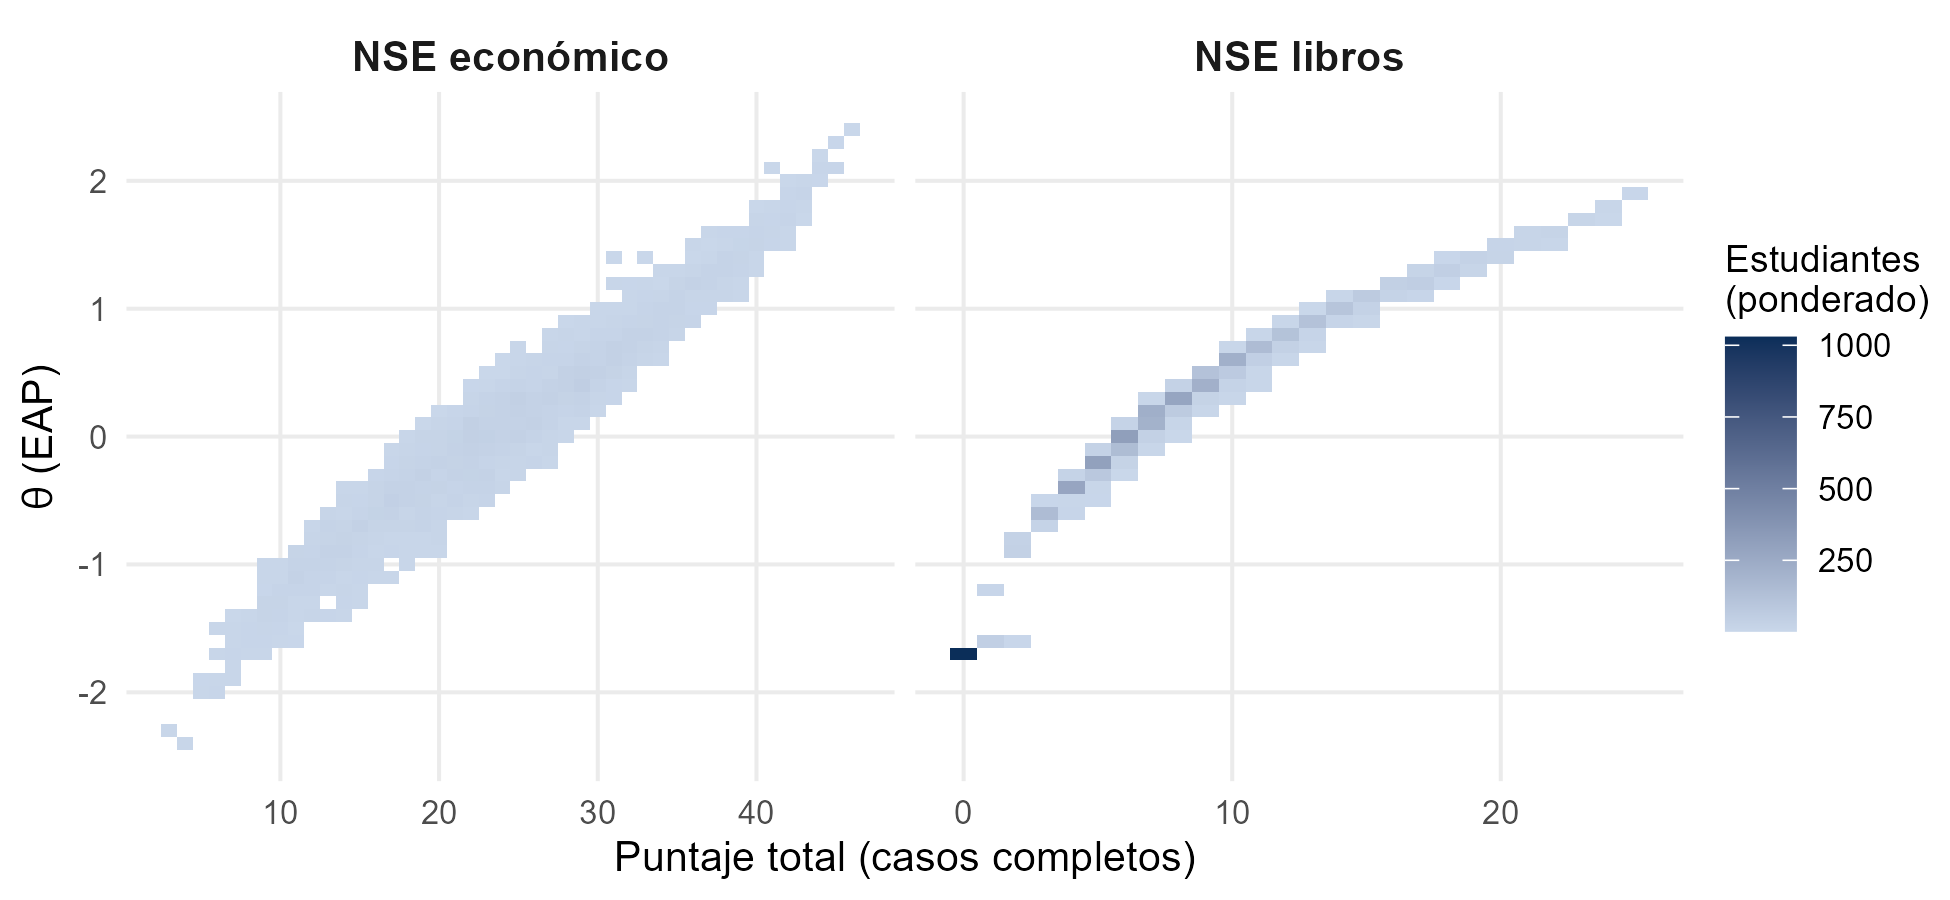 NSE económico
NSE libros
θ (EAP)
2
1
0
-1
-2
10
20
30
40
0
10
20
Puntaje total (casos completos)
Estudiantes
(ponderado)
1000
750
500
250